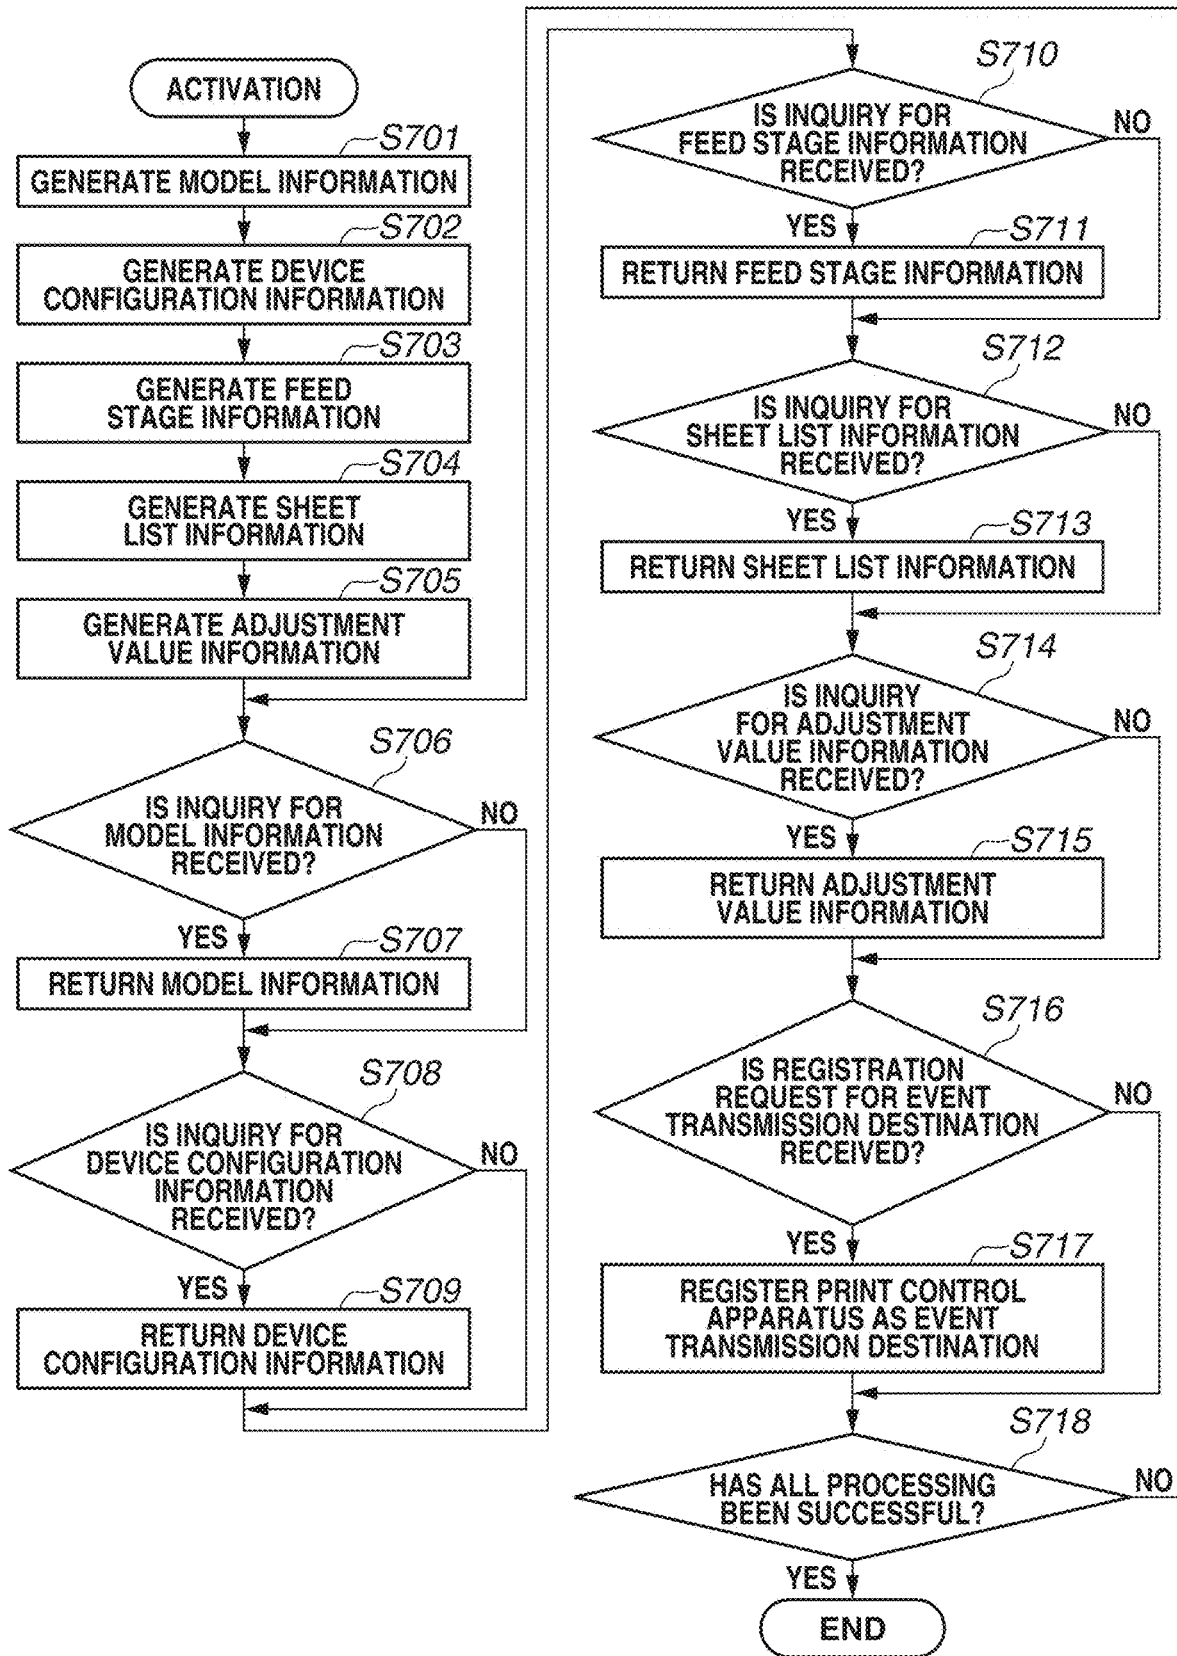 ACTIVATION
S701
GENERATE MODEL INFORMATION
S702
GENERATE DEVICE
CONFIGURATION INFORMATION
S703
GENERATE FEED
STAGE INFORMATION
S704
GENERATE SHEET
LIST INFORMATION
S705
GENERATE ADJUSTMENT
VALUE INFORMATION
S706
IS INQUIRY FOR
MODEL INFORMATION
RECEIVED?
NO
YES
S707
RETURN MODEL INFORMATION
S708
IS INQUIRY FOR
DEVICE CONFIGURATION
INFORMATION
RECEIVED?
NO
YES
S709
RETURN DEVICE
CONFIGURATION INFORMATION
S710
IS INQUIRY FOR
FEED STAGE INFORMATION
RECEIVED?
NO
YES
S711
RETURN FEED STAGE INFORMATION
S712
IS INQUIRY FOR
SHEET LIST INFORMATION
RECEIVED?
NO
YES
S713
RETURN SHEET LIST INFORMATION
S714
IS INQUIRY
FOR ADJUSTMENT
VALUE INFORMATION
RECEIVED?
NO
YES
S715
RETURN ADJUSTMENT
VALUE INFORMATION
S716
IS REGISTRATION
REQUEST FOR EVENT
TRANSMISSION DESTINATION
RECEIVED?
NO
YES
S717
REGISTER PRINT CONTROL
APPARATUS AS EVENT
TRANSMISSION DESTINATION
S718
HAS ALL PROCESSING
BEEN SUCCESSFUL?
NO
YES
END